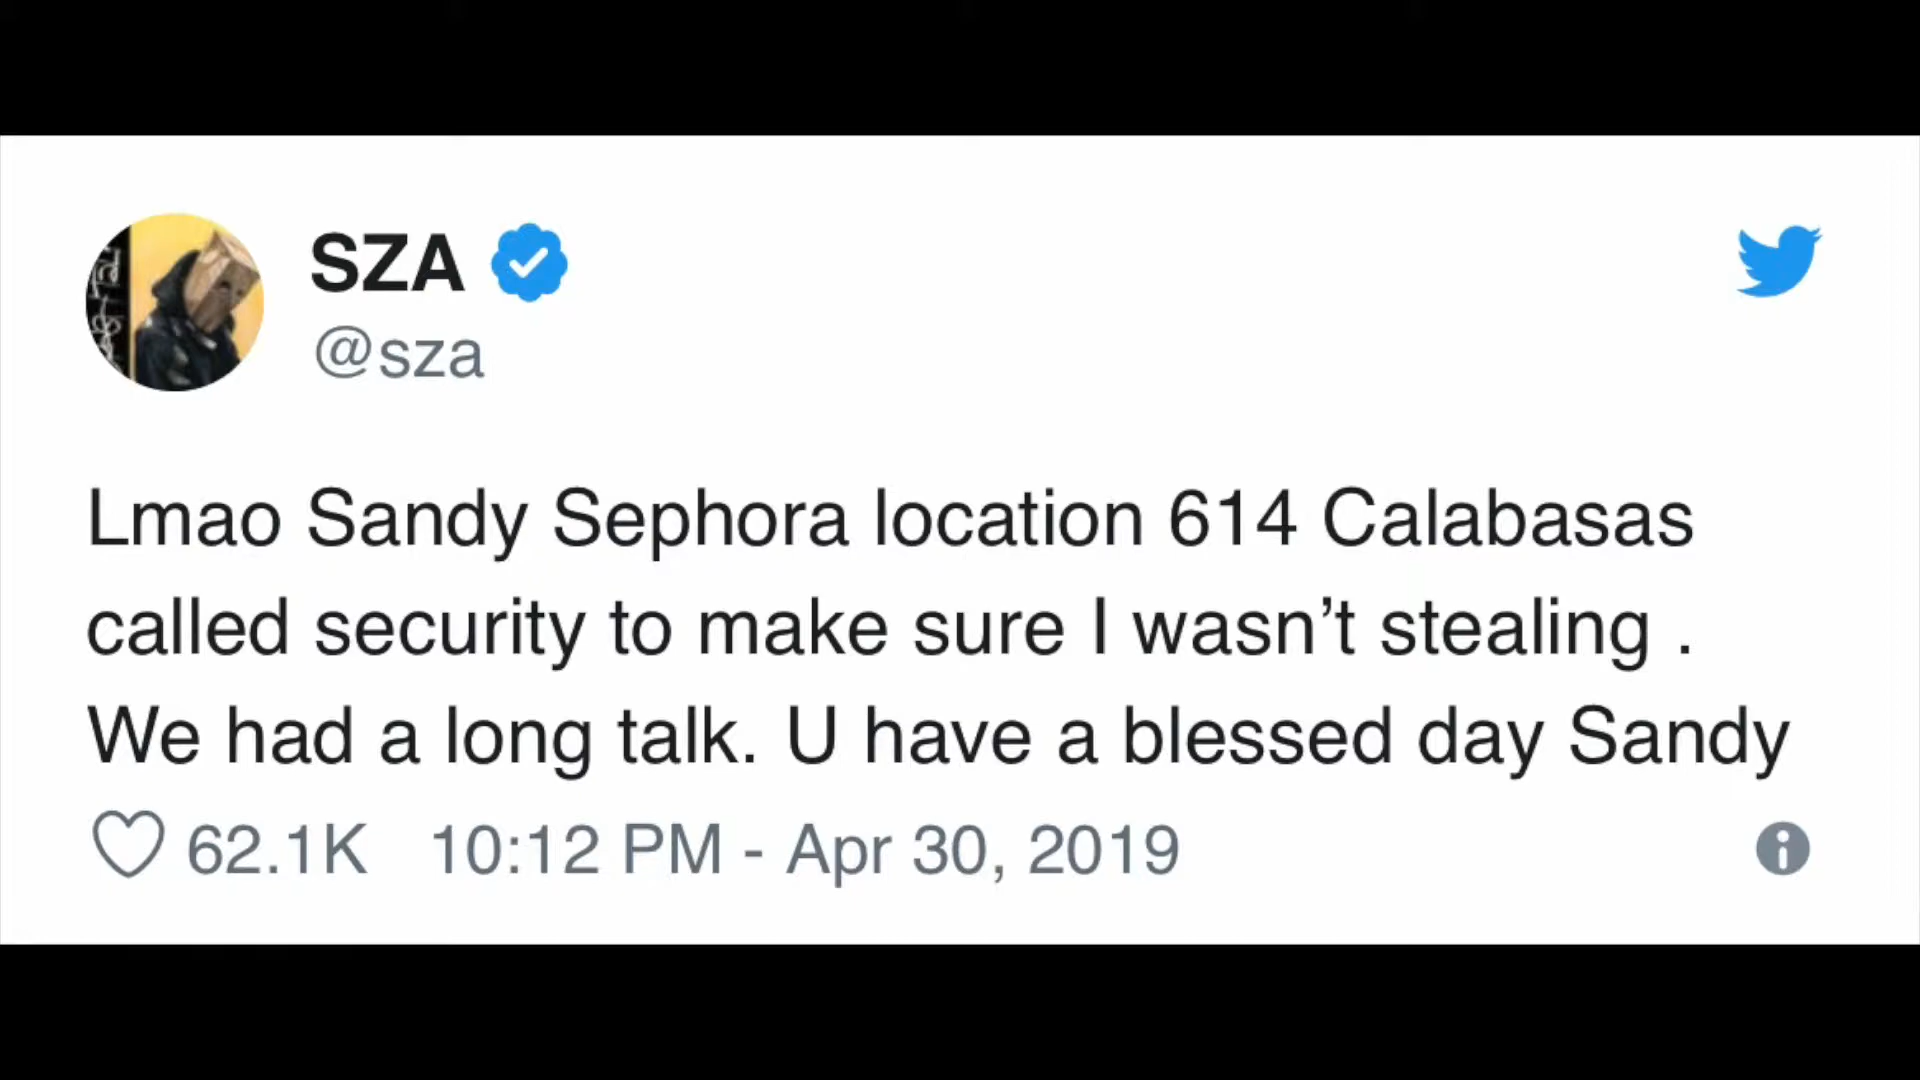 SZA
@sza
Lmao Sandy Sephora location 614 Calabasas
called security to make sure I wasn’t stealing .
We had a long talk. U have a blessed day Sandy
62.1K 10:12 PM - Apr 30, 2019